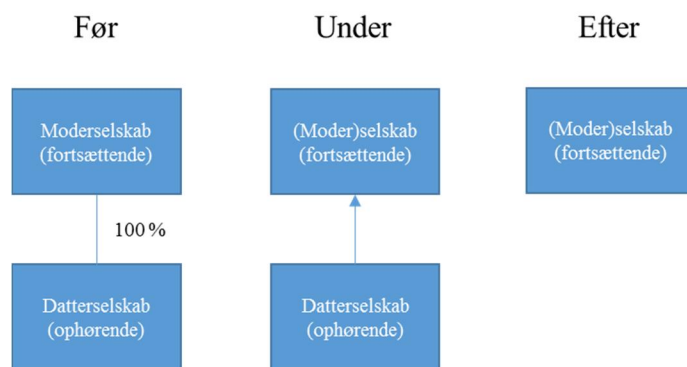 Før
Under
Efter
Moderselskab
(fortsættende)
(Moder)selskab
(fortsættende)
(Moder)selskab
(fortsættende)
100 %
Datterselskab
(ophørende)
Datterselskab
(ophørende)